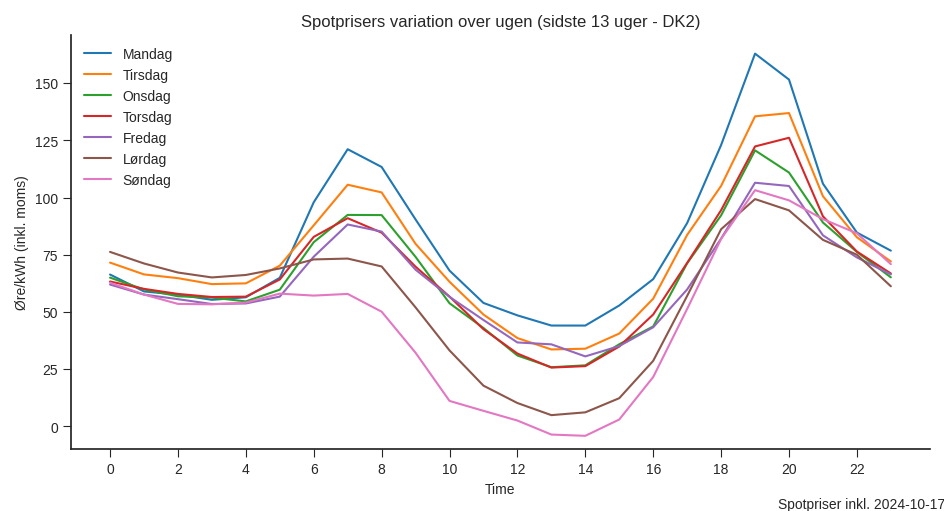 Spotprisers variation over ugen (sidste 13 uger - DK2)
Mandag
Tirsdag
Onsdag
Torsdag
Fredag
Lørdag
Søndag
Øre/kWh (inkl. moms)
150
125
100
75
50
25
0
0 2 4 6 8 10 12 14 16 18 20 22
Time
Spotpriser inkl. 2024-10-17